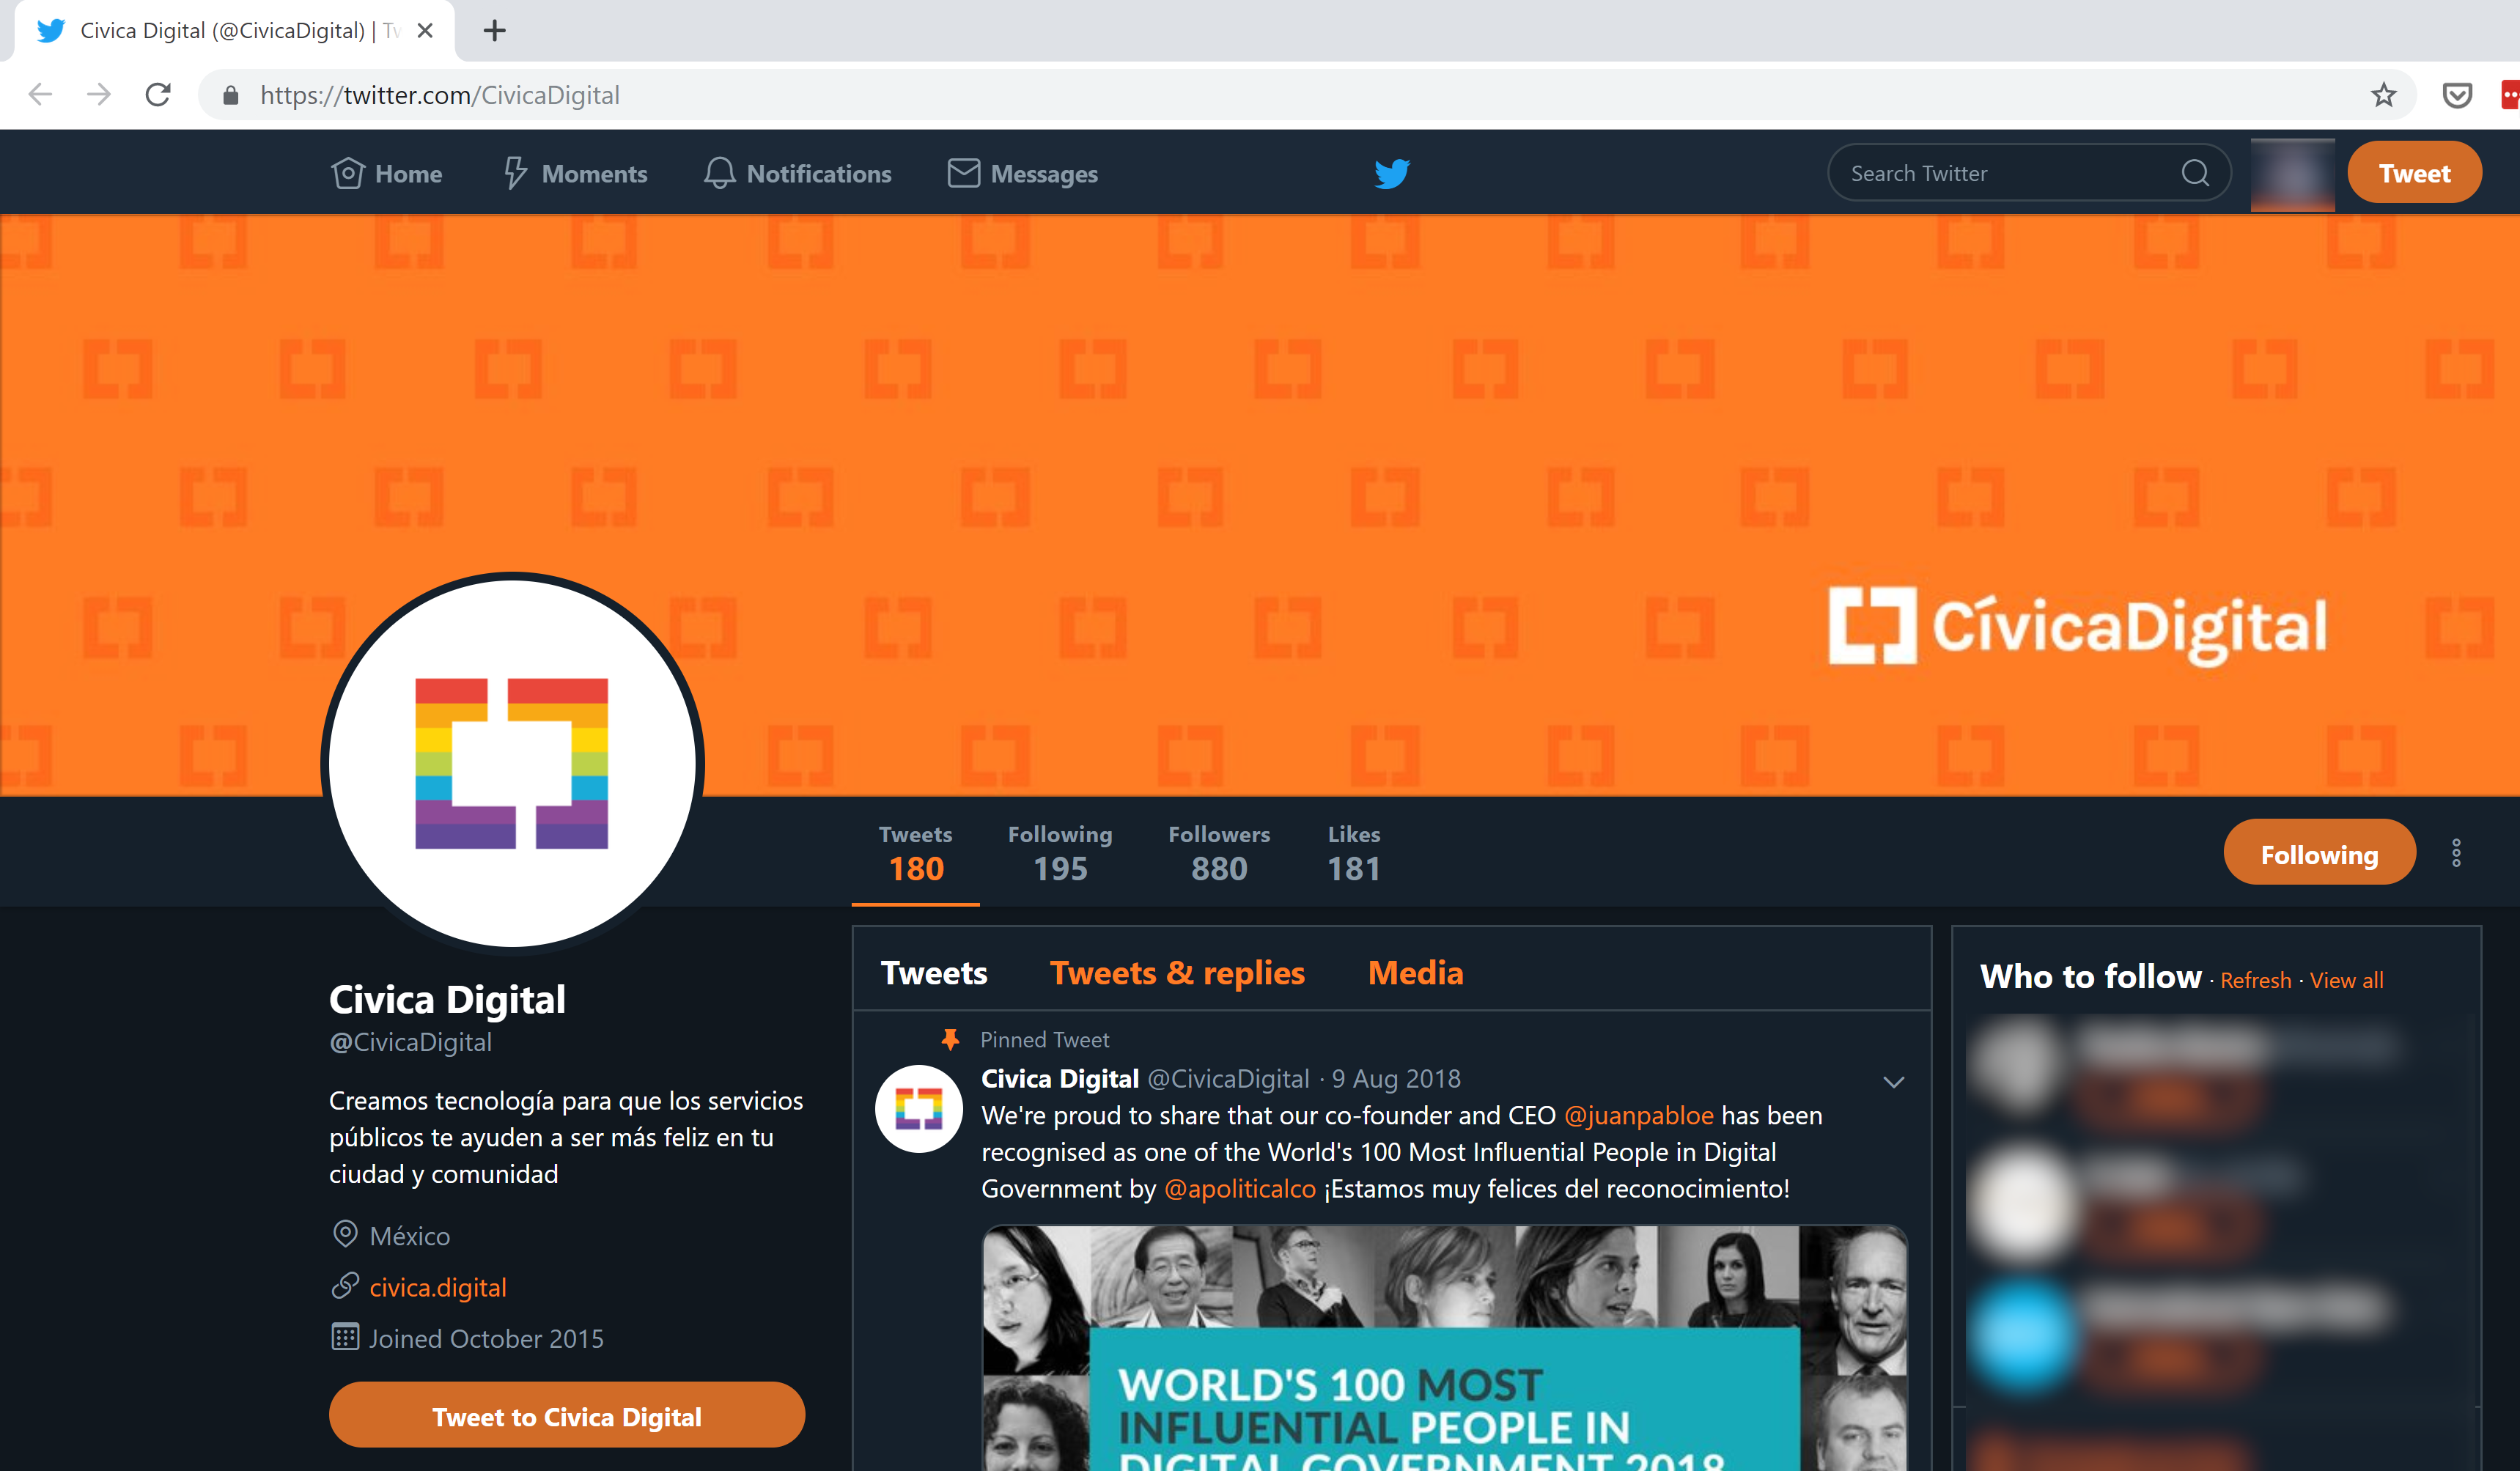 Civica Digital (@CivicaDigital) | Tw
https://twitter.com/CivicaDigital
Home
Moments
Notifications
Messages
Search Twitter
Tweet
CívicaDigital
Tweets
180
Following
195
Followers
880
Likes
181
Following
Civica Digital
@CivicaDigital
Creamos tecnología para que los servicios
públicos te ayuden a ser más feliz en tu
ciudad y comunidad
México
civica.digital
Joined October 2015
Tweet to Civica Digital
Tweets
Tweets & replies
Media
Pinned Tweet
Civica Digital @CivicaDigital · 9 Aug 2018
We're proud to share that our co-founder and CEO @juanpabloe has been
recognised as one of the World's 100 Most Influential People in Digital
Government by @apoliticalco ¡Estamos muy felices del reconocimiento!
WORLD'S 100 MOST
INFLUENTIAL PEOPLE IN
DIGITAL GOVERNMENT 2018
Who to follow · Refresh · View all